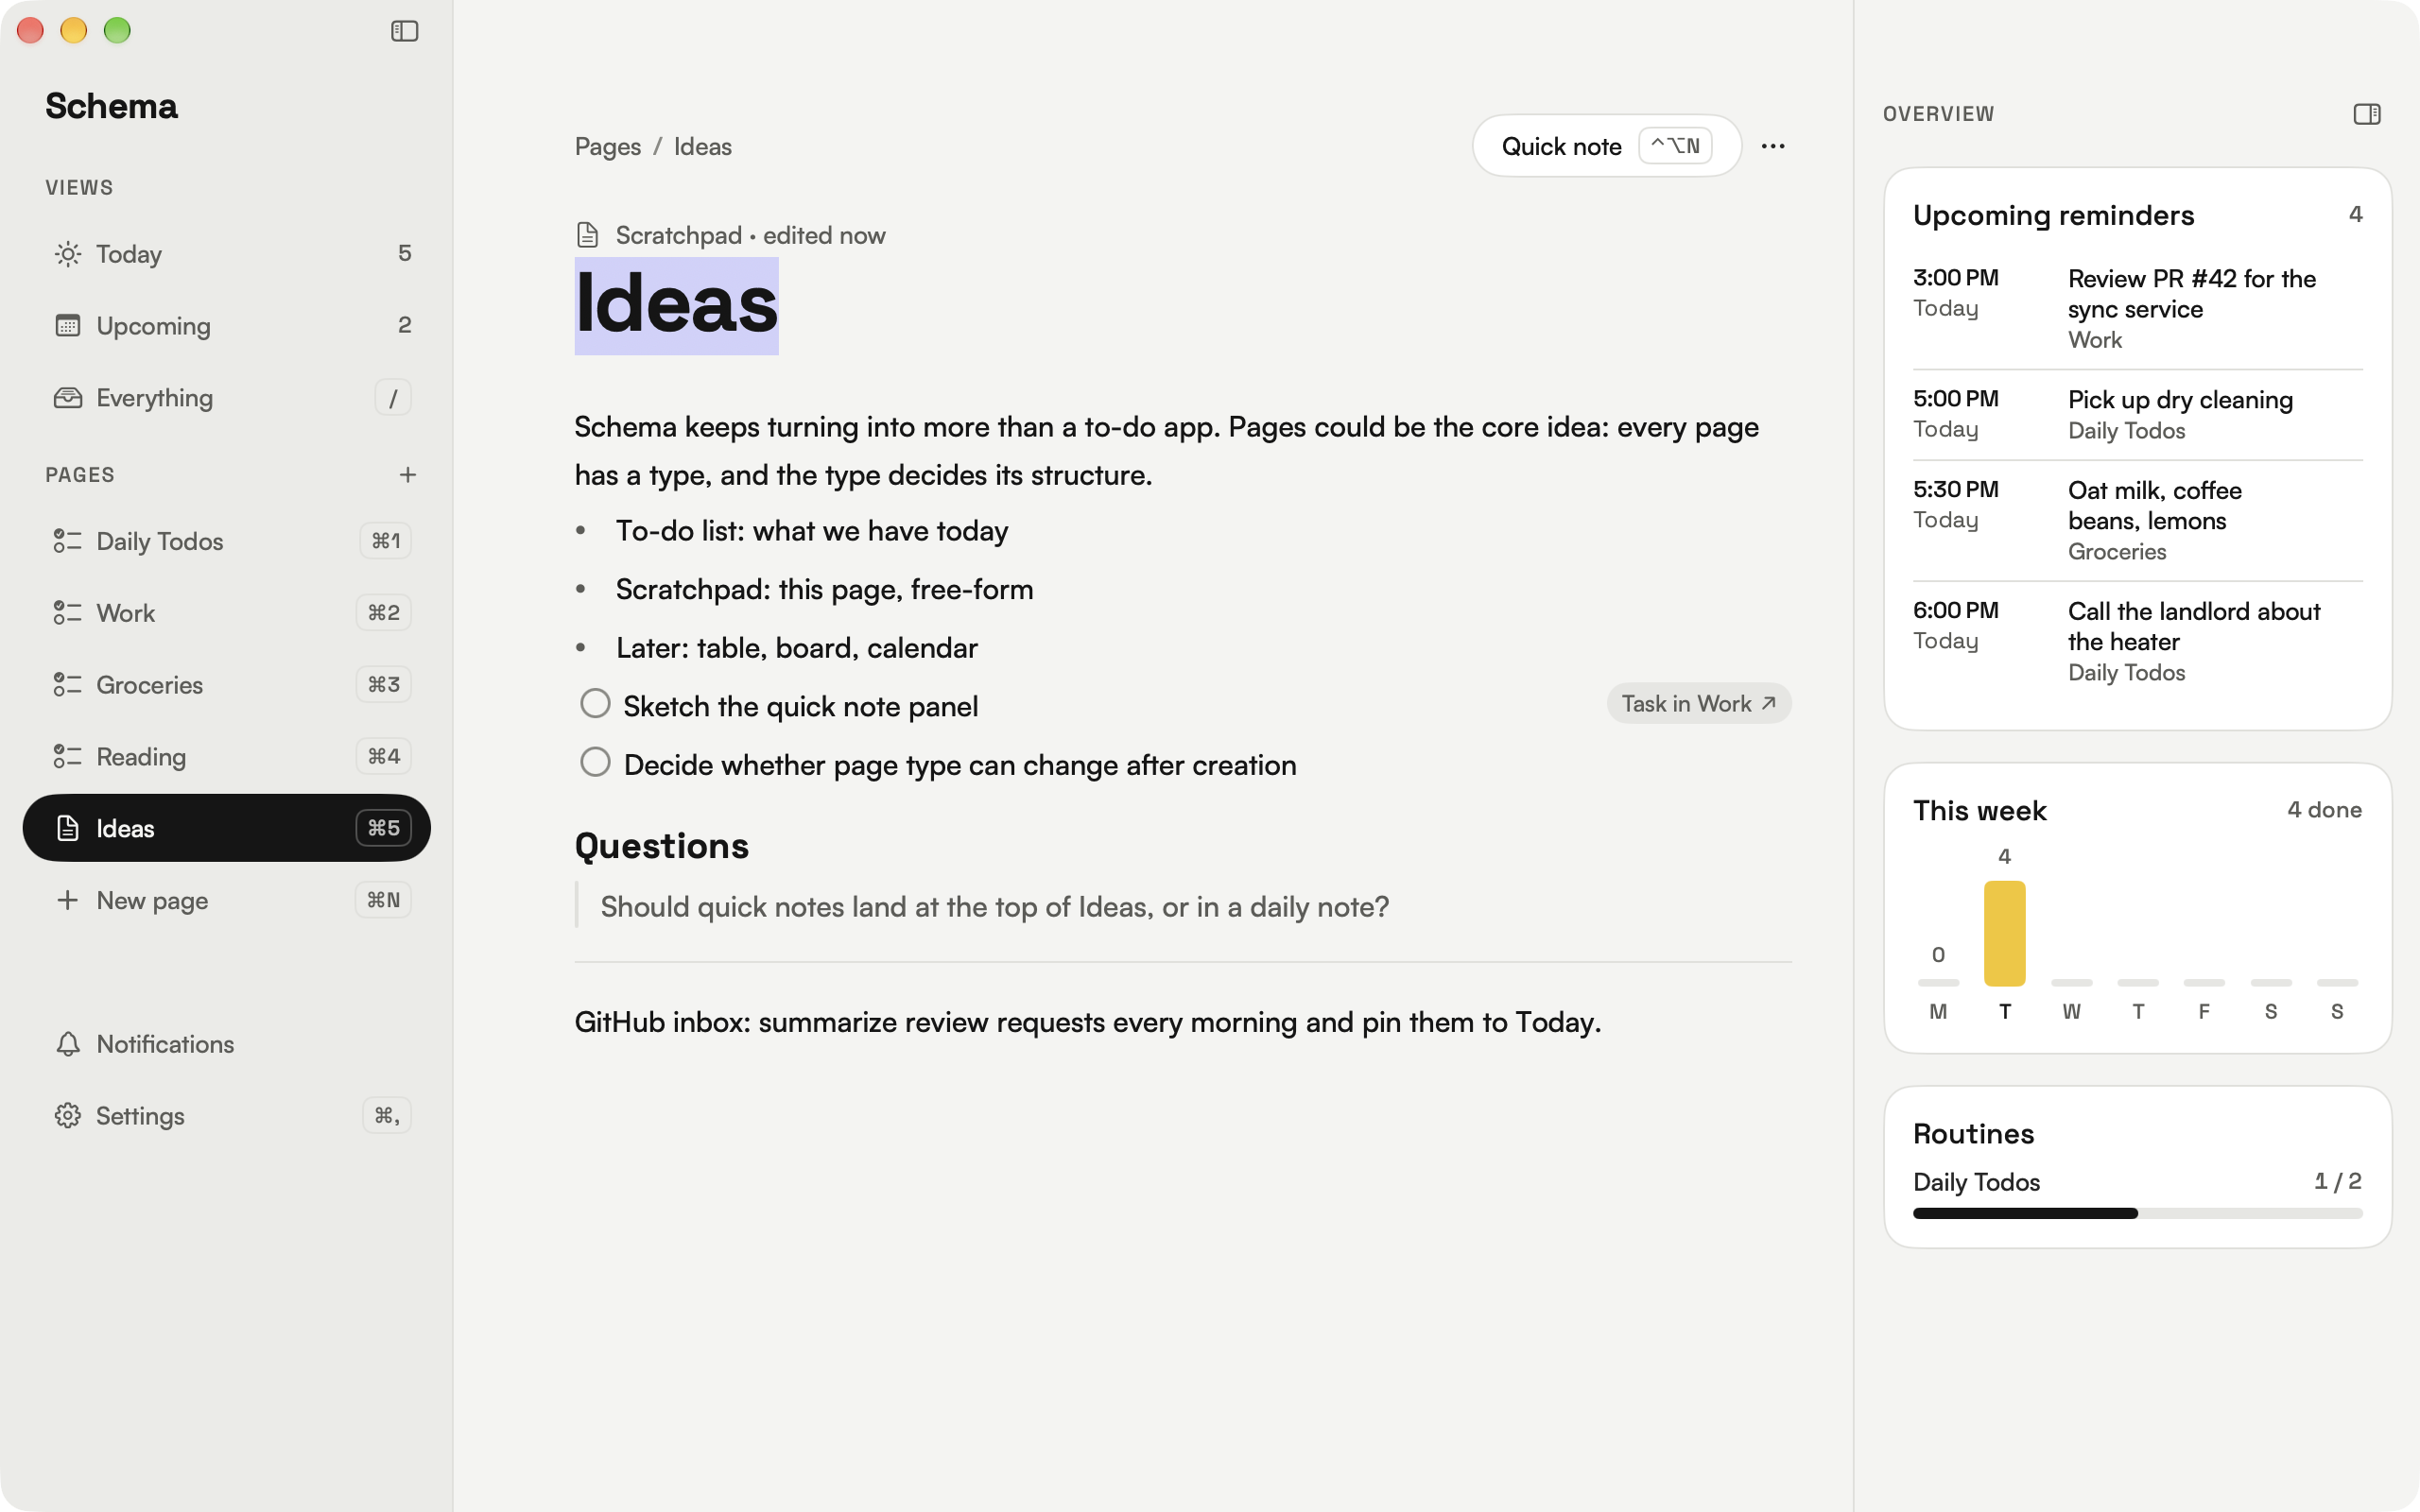 Schema
VIEWS
Today 5
Upcoming 2
Everything /
PAGES +
Daily Todos ⌘1
Work ⌘2
Groceries ⌘3
Reading ⌘4
Ideas ⌘5
New page ⌘N
Notifications
Settings ⌘,
Pages / Ideas
Quick note ⌃⌥N
Scratchpad · edited now
Ideas
Schema keeps turning into more than a to-do app. Pages could be the core idea: every page
has a type, and the type decides its structure.
• To-do list: what we have today
• Scratchpad: this page, free-form
• Later: table, board, calendar
Sketch the quick note panel
Task in Work ↗
Decide whether page type can change after creation
Questions
Should quick notes land at the top of Ideas, or in a daily note?
GitHub inbox: summarize review requests every morning and pin them to Today.
OVERVIEW
Upcoming reminders 4
3:00 PM
Today
Review PR #42 for the
sync service
Work
5:00 PM
Today
Pick up dry cleaning
Daily Todos
5:30 PM
Today
Oat milk, coffee
beans, lemons
Groceries
6:00 PM
Today
Call the landlord about
the heater
Daily Todos
This week 4 done
4
0
M T W T F S S
Routines
Daily Todos 1 / 2